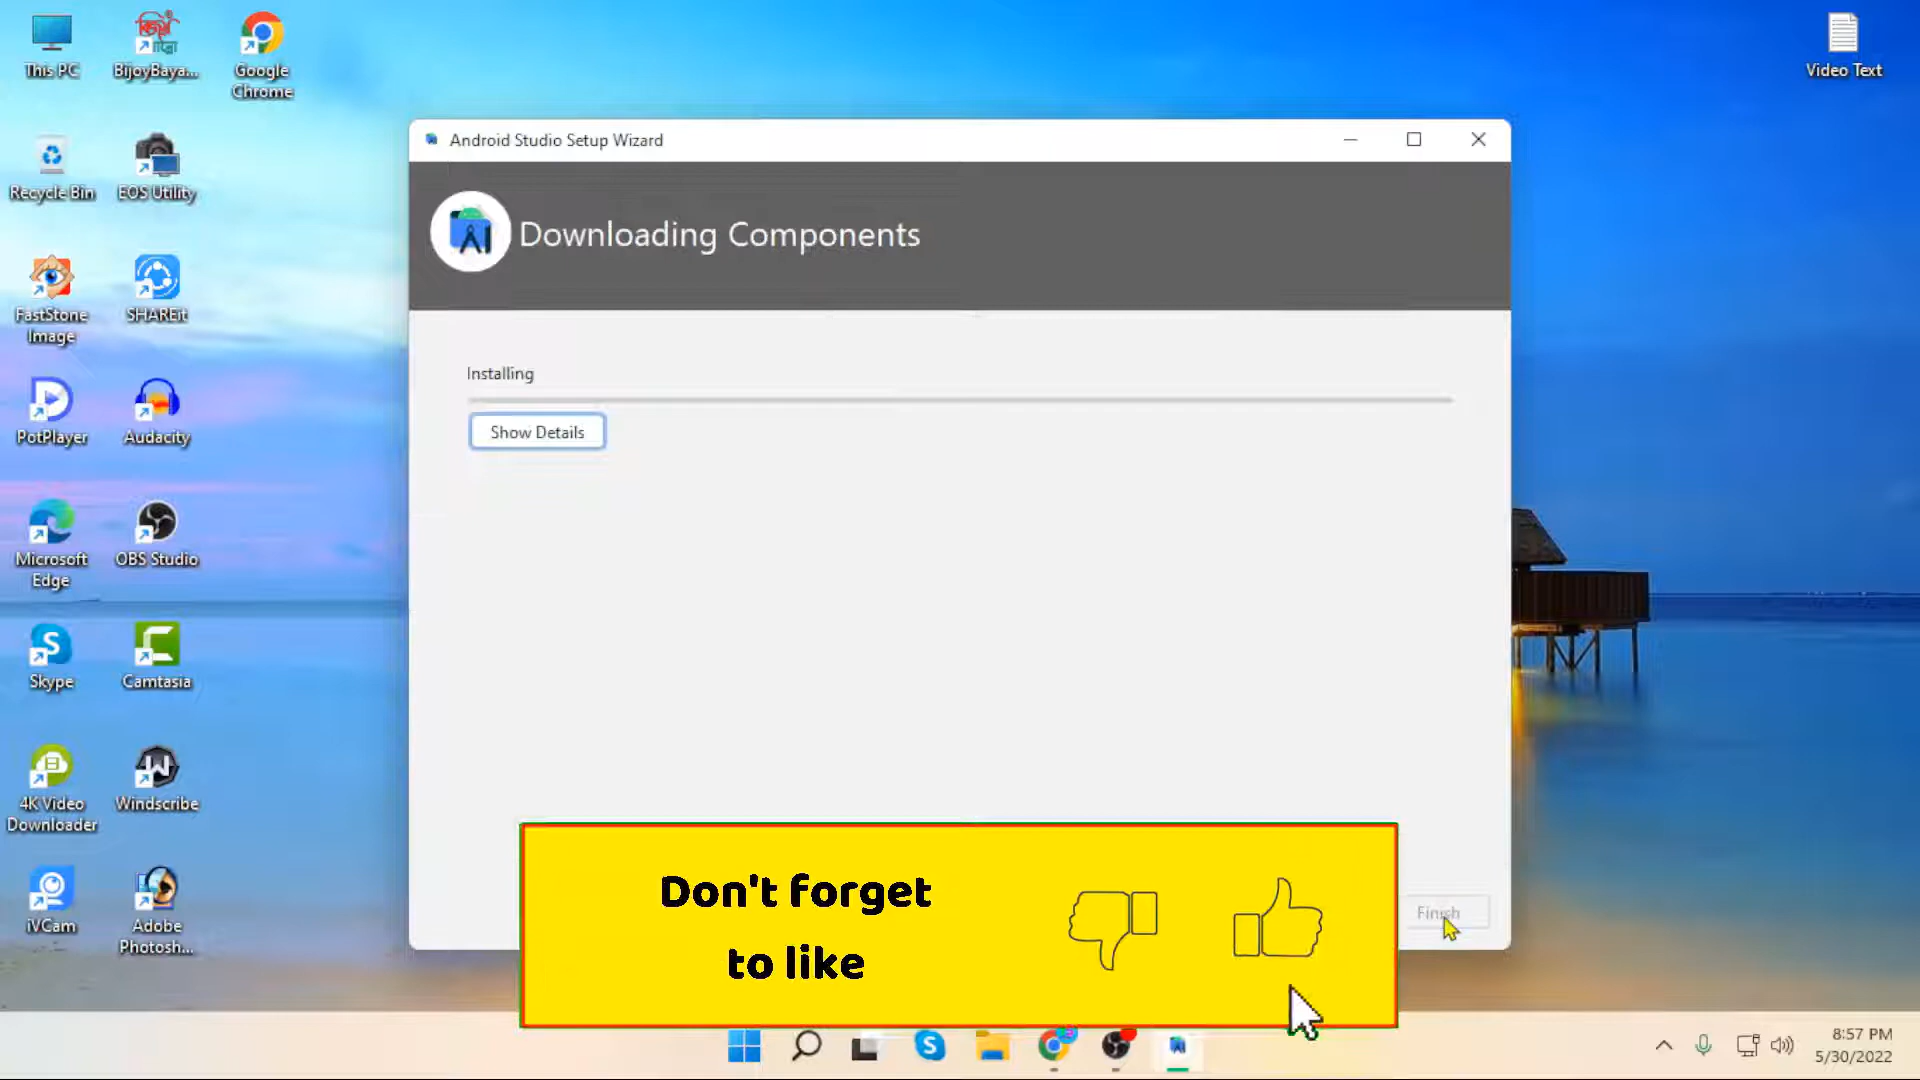 This PC
BijoyBaya...
Google
Chrome
Video Text
Recycle Bin
EOS Utility
FastStone
Image
SHAREit
PotPlayer
Audacity
Microsoft
Edge
OBS Studio
Skype
Camtasia
4K Video
Downloader
Windscribe
iVCam
Adobe
Photosh...
Android Studio Setup Wizard
Downloading Components
Installing
Show Details
Finish
Don't forget
to like
8:57 PM
5/30/2022